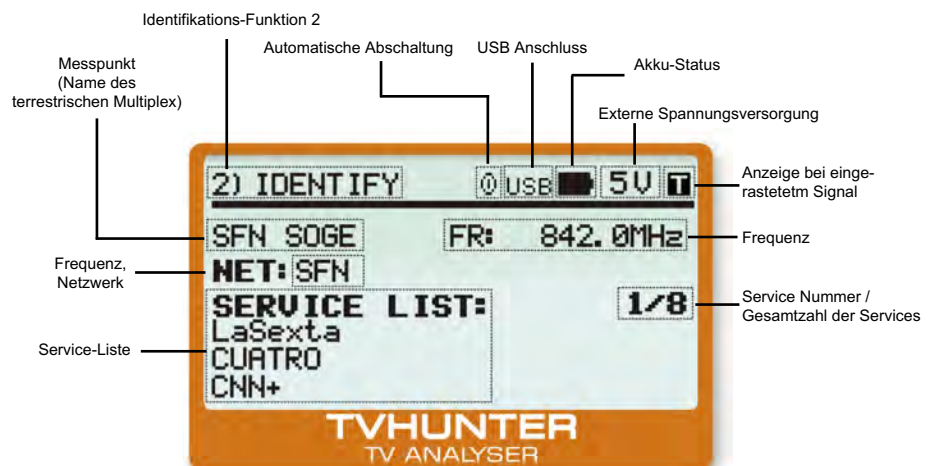 Identifikations-Funktion 2
Automatische Abschaltung
USB Anschluss
Akku-Status
Messpunkt
(Name des
terrestrischen Multiplex)
Externe Spannungsversorgung
2) IDENTIFY
USB
5V
T
Anzeige bei einge-
rastetetm Signal
SFN SOGE
FR: 842.0MHz
Frequenz
Frequenz,
Netzwerk
NET: SFN
SERVICE LIST:
1/8
Service Nummer /
Gesamtzahl der Services
Service-Liste
LaSexta
CUATRO
CNN+
TVHUNTER
TV ANALYSER